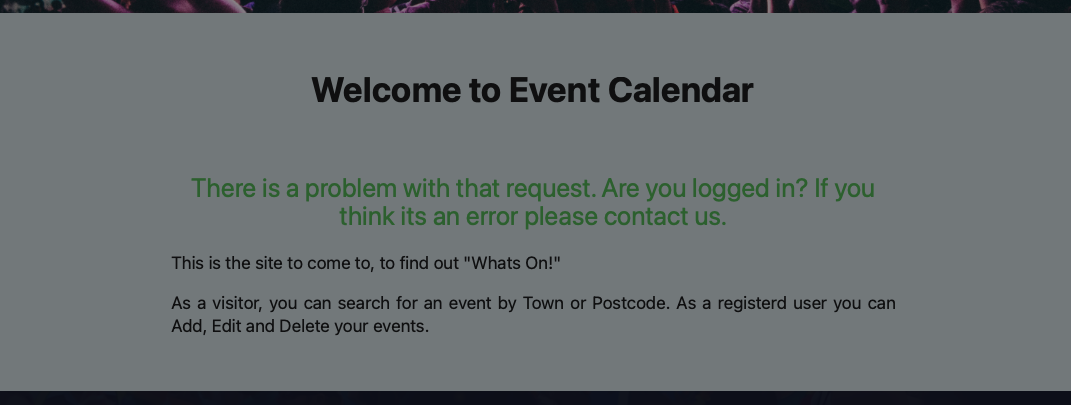 Welcome to Event Calendar
There is a problem with that request. Are you logged in? If you
think its an error please contact us.
This is the site to come to, to find out "Whats On!"
As a visitor, you can search for an event by Town or Postcode. As a registerd user you can
Add, Edit and Delete your events.